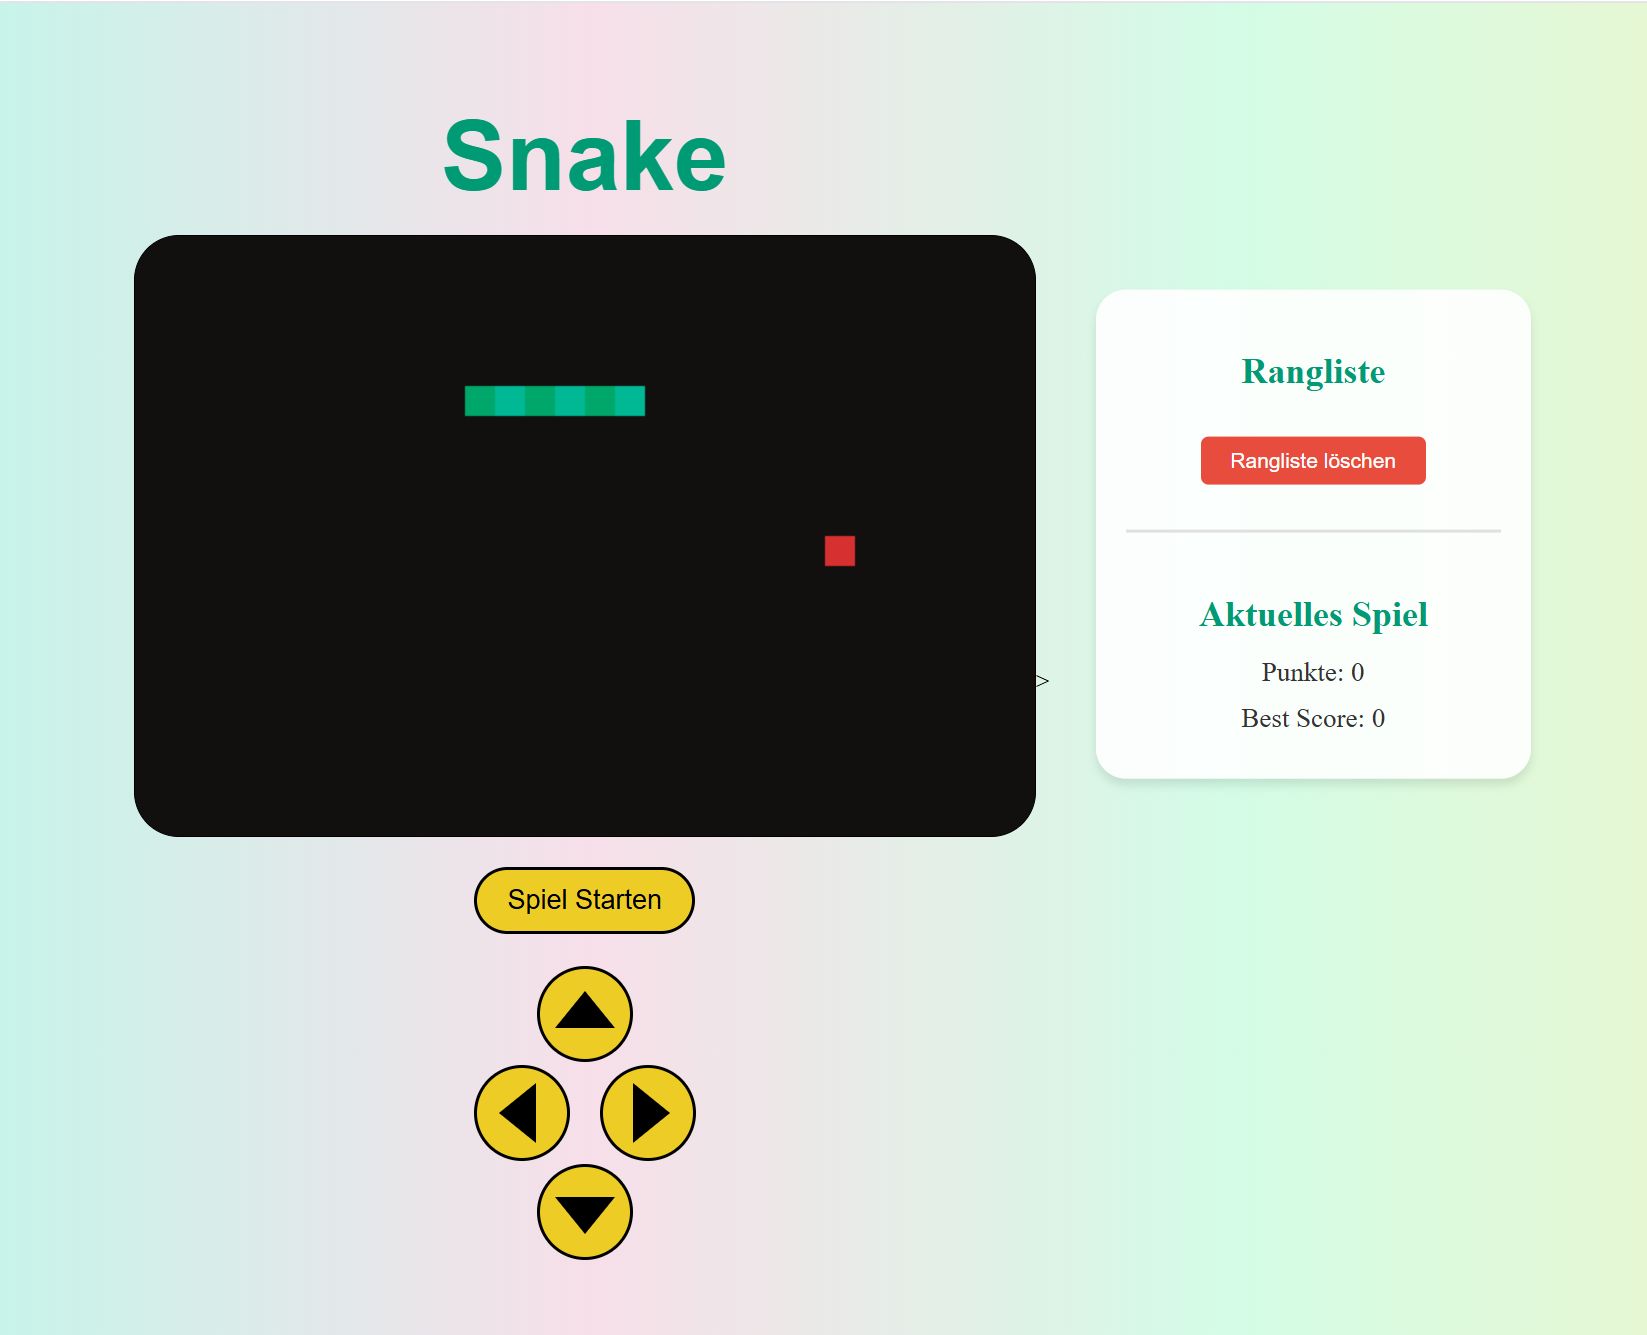 Snake
>
Rangliste
Rangliste löschen
Aktuelles Spiel
Punkte: 0
Best Score: 0
Spiel Starten